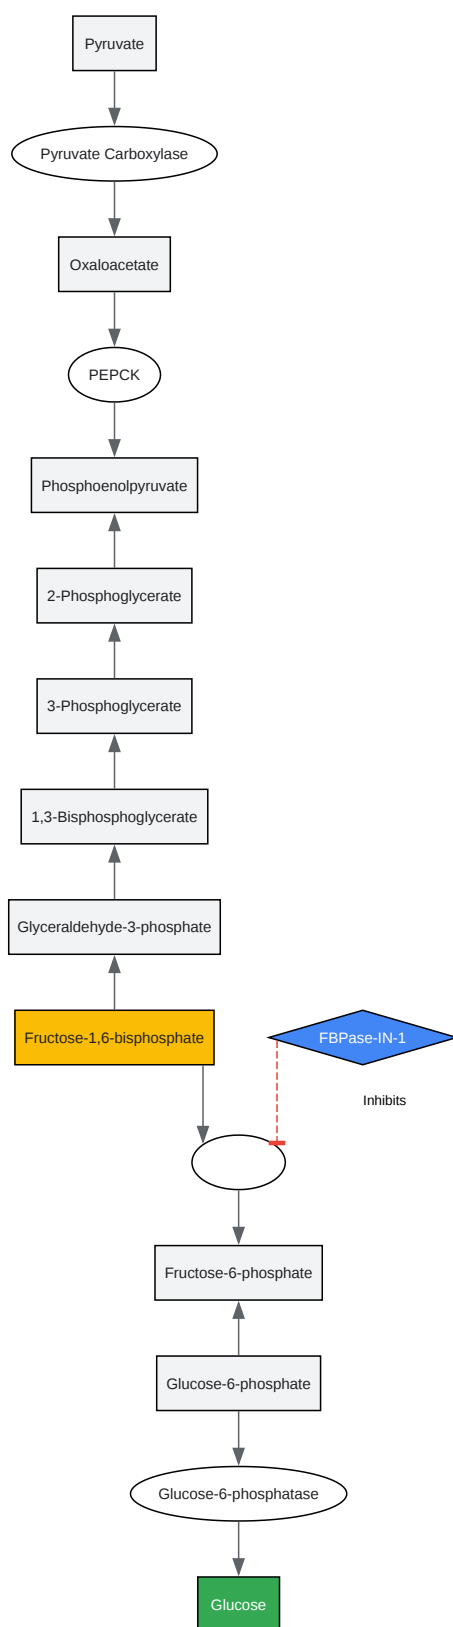 Pyruvate
Pyruvate Carboxylase
Oxaloacetate
PEPCK
Phosphoenolpyruvate
2-Phosphoglycerate
3-Phosphoglycerate
1,3-Bisphosphoglycerate
Glyceraldehyde-3-phosphate
Fructose-1,6-bisphosphate
FBPase-IN-1
Inhibits
Fructose-6-phosphate
Glucose-6-phosphate
Glucose-6-phosphatase
Glucose